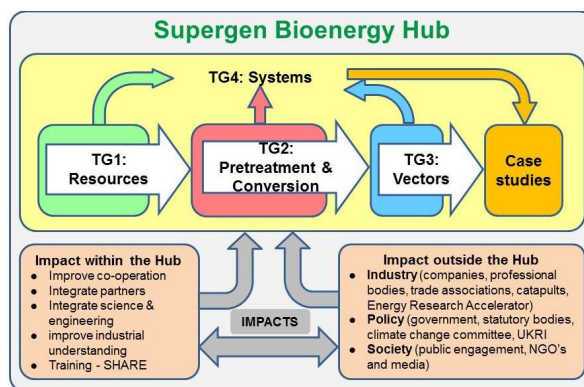 Supergen Bioenergy Hub
TG4: Systems
TG1:
Resources
TG2:
Pretreatment &
Conversion
TG3:
Vectors
Case
studies
Impact within the Hub
● Improve co-operation
● Integrate partners
● Integrate science &
engineering
● improve industrial
understanding
● Training - SHARE
IMPACTS
Impact outside the Hub
● Industry (companies, professional
bodies, trade associations, catapults,
Energy Research Accelerator)
● Policy (government, statutory bodies,
climate change committee, UKRI
● Society (public engagement, NGO's
and media)